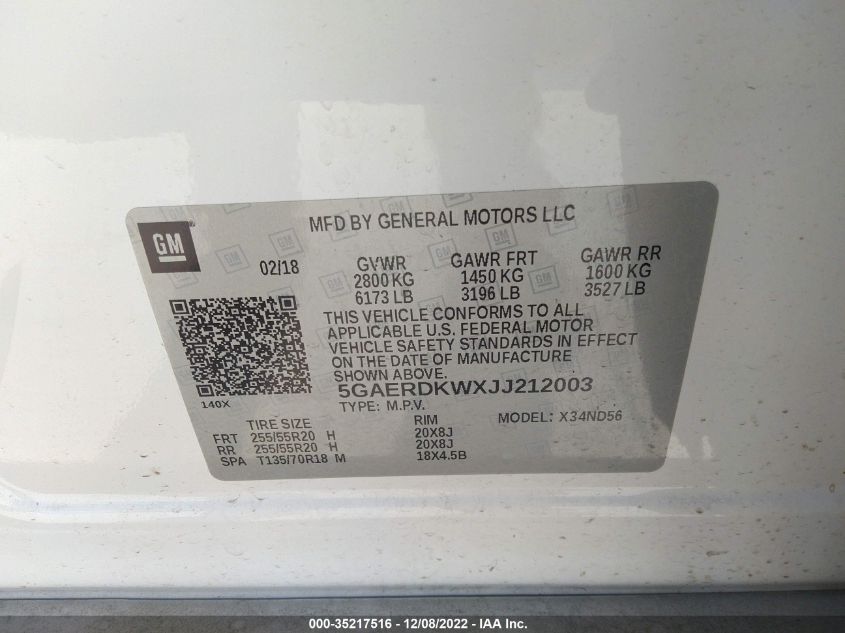 GM
MFD BY GENERAL MOTORS LLC
02/18
GVWR GAWR FRT GAWR RR
2800 KG 1450 KG 1600 KG
6173 LB 3196 LB 3527 LB
THIS VEHICLE CONFORMS TO ALL
APPLICABLE U.S. FEDERAL MOTOR
VEHICLE SAFETY STANDARDS IN EFFECT
ON THE DATE OF MANUFACTURE
SHOWN ABOVE.
5GAERDKWXJJ212003
140X
TYPE: M.P.V. MODEL: X34ND56
TIRE SIZE RIM
FRT 255/55R20 H 20X8J
RR 255/55R20 H 20X8J
SPA T135/70R18 M 18X4.5B
000-35217516 - 12/08/2022 - IAA Inc.